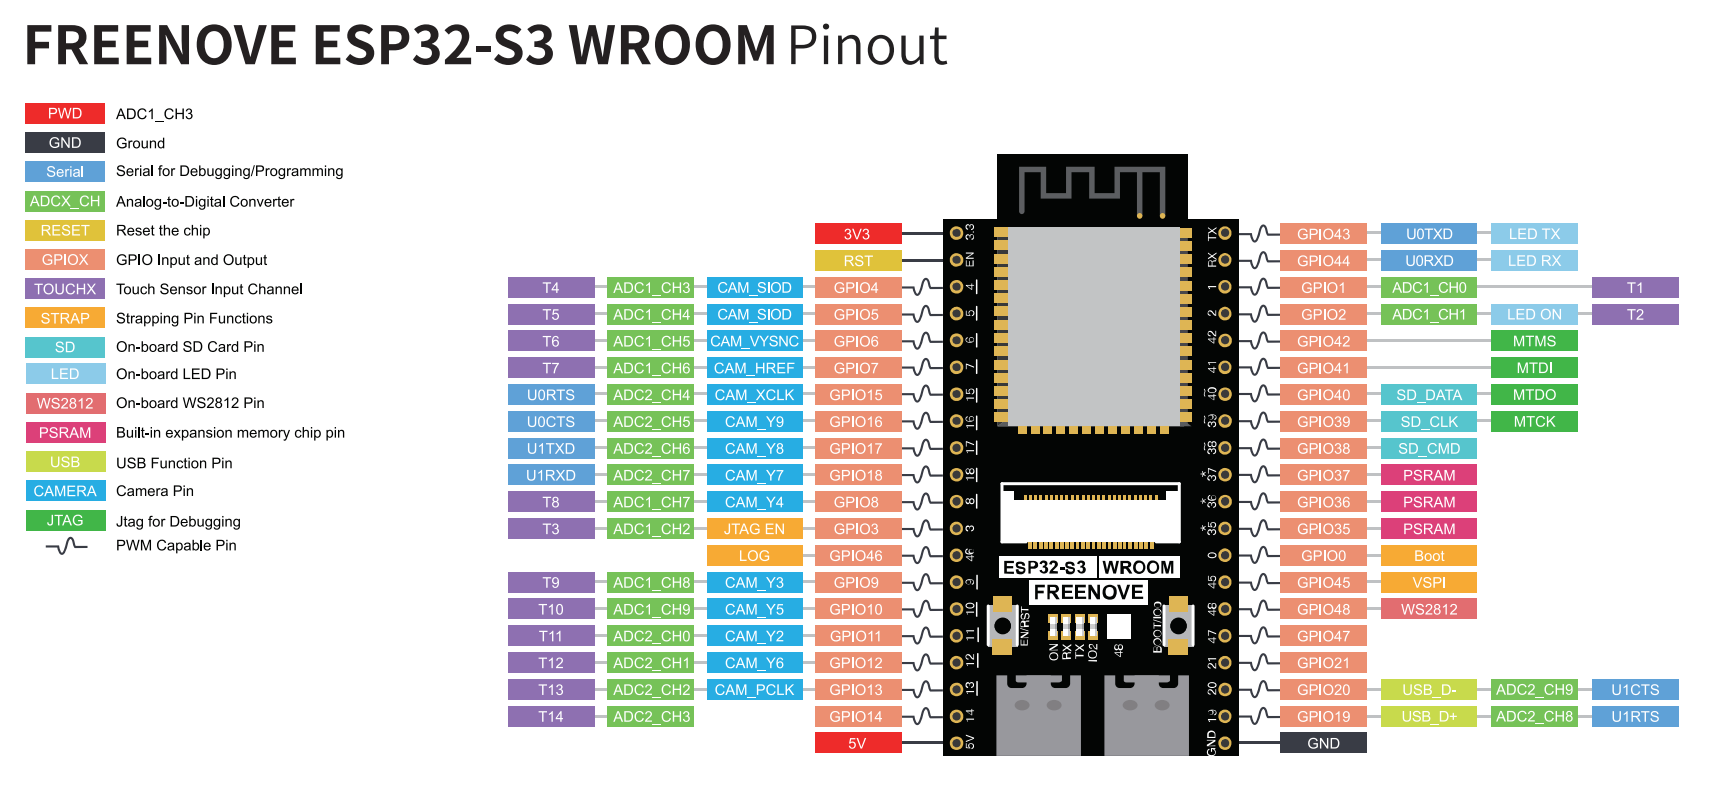 FREENOVE ESP32-S3 WROOM Pinout
PWD ADC1_CH3
GND Ground
Serial Serial for Debugging/Programming
ADCX_CH Analog-to-Digital Converter
RESET Reset the chip
GPIOX GPIO Input and Output
TOUCHX Touch Sensor Input Channel
STRAP Strapping Pin Functions
SD On-board SD Card Pin
LED On-board LED Pin
WS2812 On-board WS2812 Pin
PSRAM Built-in expansion memory chip pin
USB USB Function Pin
CAMERA Camera Pin
JTAG Jtag for Debugging
PWM Capable Pin
3V3 3.3 TX GPIO43 U0TXD LED TX
RST EN RX GPIO44 U0RXD LED RX
T4 ADC1_CH3 CAM_SIOD GPIO4 4 1 GPIO1 ADC1_CH0 T1
T5 ADC1_CH4 CAM_SIOD GPIO5 5 2 GPIO2 ADC1_CH1 LED ON T2
T6 ADC1_CH5 CAM_VYSNC GPIO6 6 42 GPIO42 MTMS
T7 ADC1_CH6 CAM_HREF GPIO7 7 41 GPIO41 MTDI
U0RTS ADC2_CH4 CAM_XCLK GPIO15 15 40 GPIO40 SD_DATA MTDO
U0CTS ADC2_CH5 CAM_Y9 GPIO16 16 39 GPIO39 SD_CLK MTCK
U1TXD ADC2_CH6 CAM_Y8 GPIO17 17 38 GPIO38 SD_CMD
U1RXD ADC2_CH7 CAM_Y7 GPIO18 18 *37 GPIO37 PSRAM
T8 ADC1_CH7 CAM_Y4 GPIO8 8 *36 GPIO36 PSRAM
T3 ADC1_CH2 JTAG EN GPIO3 3 *35 GPIO35 PSRAM
LOG GPIO46 46 0 GPIO0 Boot
ESP32-S3 WROOM
T9 ADC1_CH8 CAM_Y3 GPIO9 9 45 GPIO45 VSPI
FREENOVE
T10 ADC1_CH9 CAM_Y5 GPIO10 10 48 GPIO48 WS2812
EN/RST ON RX TX IO2 48 BOOT/IO0
T11 ADC2_CH0 CAM_Y2 GPIO11 11 47 GPIO47
T12 ADC2_CH1 CAM_Y6 GPIO12 12 21 GPIO21
T13 ADC2_CH2 CAM_PCLK GPIO13 13 20 GPIO20 USB_D- ADC2_CH9 U1CTS
T14 ADC2_CH3 GPIO14 14 19 GPIO19 USB_D+ ADC2_CH8 U1RTS
5V 5V GND GND